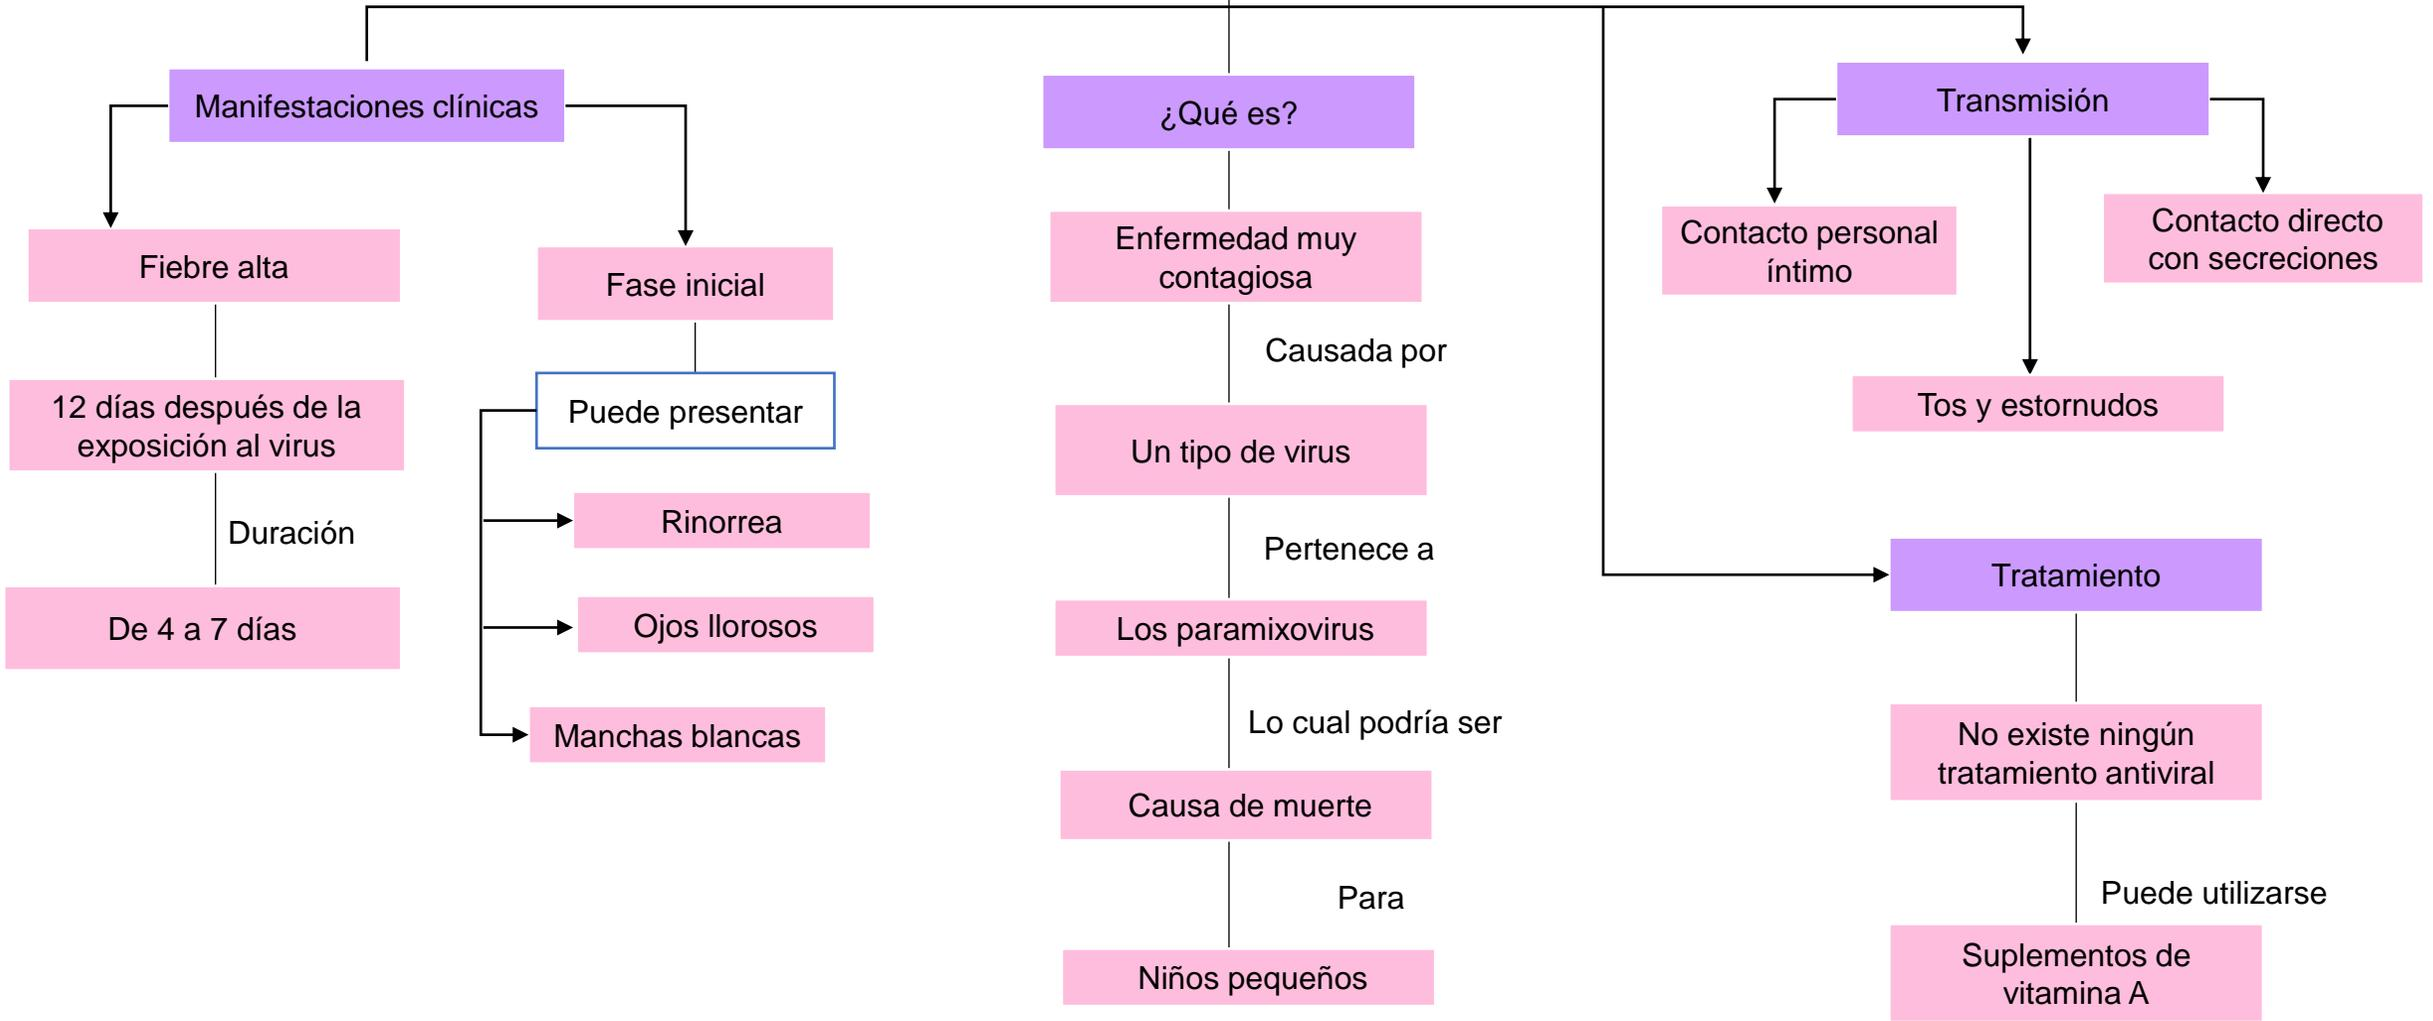 Manifestaciones clínicas
Fiebre alta
12 días después de la
exposición al virus
Duración
De 4 a 7 días
Fase inicial
Puede presentar
Rinorrea
Ojos llorosos
Manchas blancas
¿Qué es?
Enfermedad muy
contagiosa
Causada por
Un tipo de virus
Pertenece a
Los paramixovirus
Lo cual podría ser
Causa de muerte
Para
Niños pequeños
Transmisión
Contacto personal
íntimo
Tos y estornudos
Contacto directo
con secreciones
Tratamiento
No existe ningún
tratamiento antiviral
Puede utilizarse
Suplementos de
vitamina A